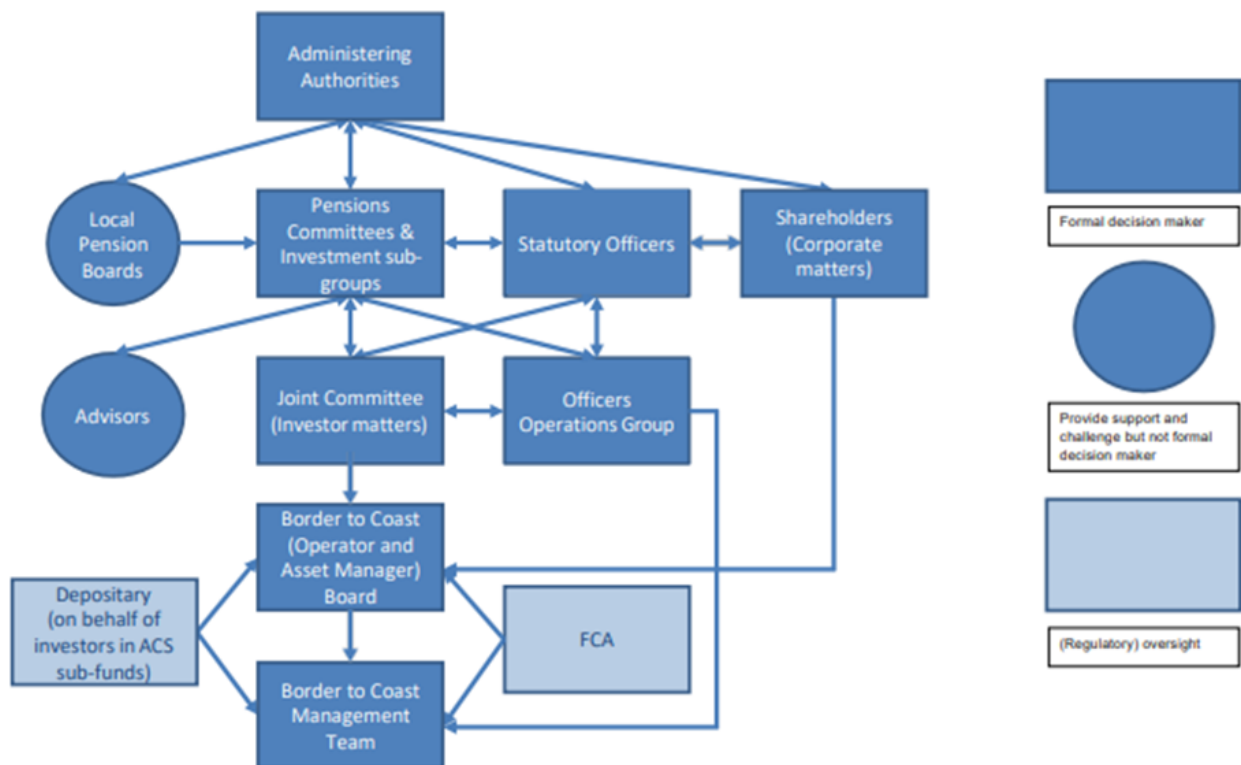 Administering
Authorities
Local
Pension
Boards
Pensions
Committees &
Investment sub-
groups
Statutory Officers
Shareholders
(Corporate
matters)
Formal decision maker
Advisors
Joint Committee
(Investor matters)
Officers
Operations Group
Provide support and
challenge but not formal
decision maker
Border to Coast
(Operator and
Asset Manager)
Board
Depositary
(on behalf of
investors in ACS
sub-funds)
FCA
(Regulatory) oversight
Border to Coast
Management
Team